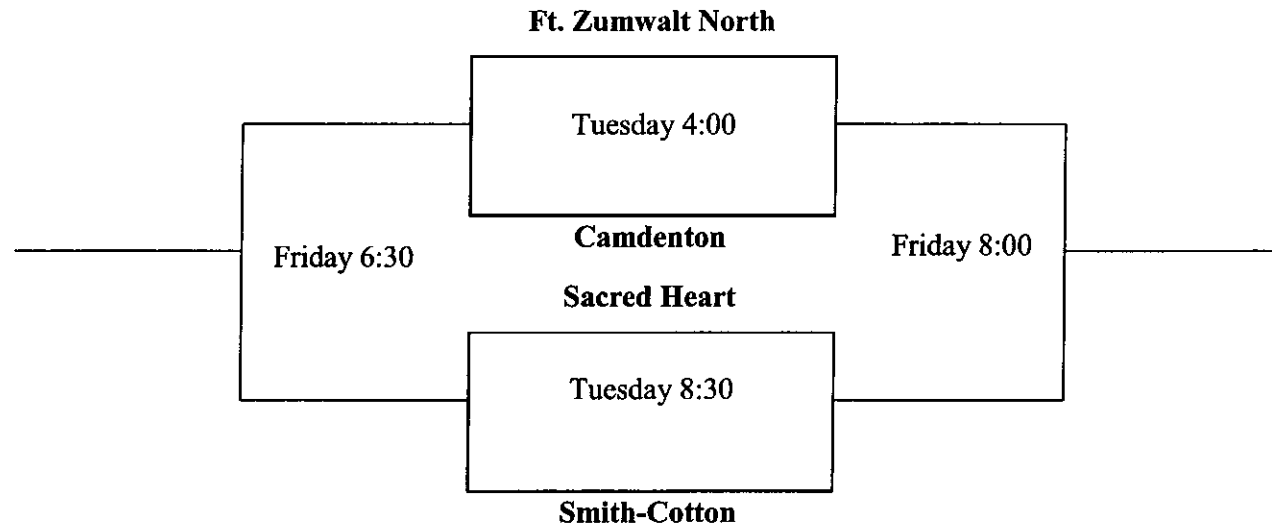 Ft. Zumwalt North
Tuesday 4:00
Camdenton
Friday 6:30
Friday 8:00
Sacred Heart
Tuesday 8:30
Smith-Cotton